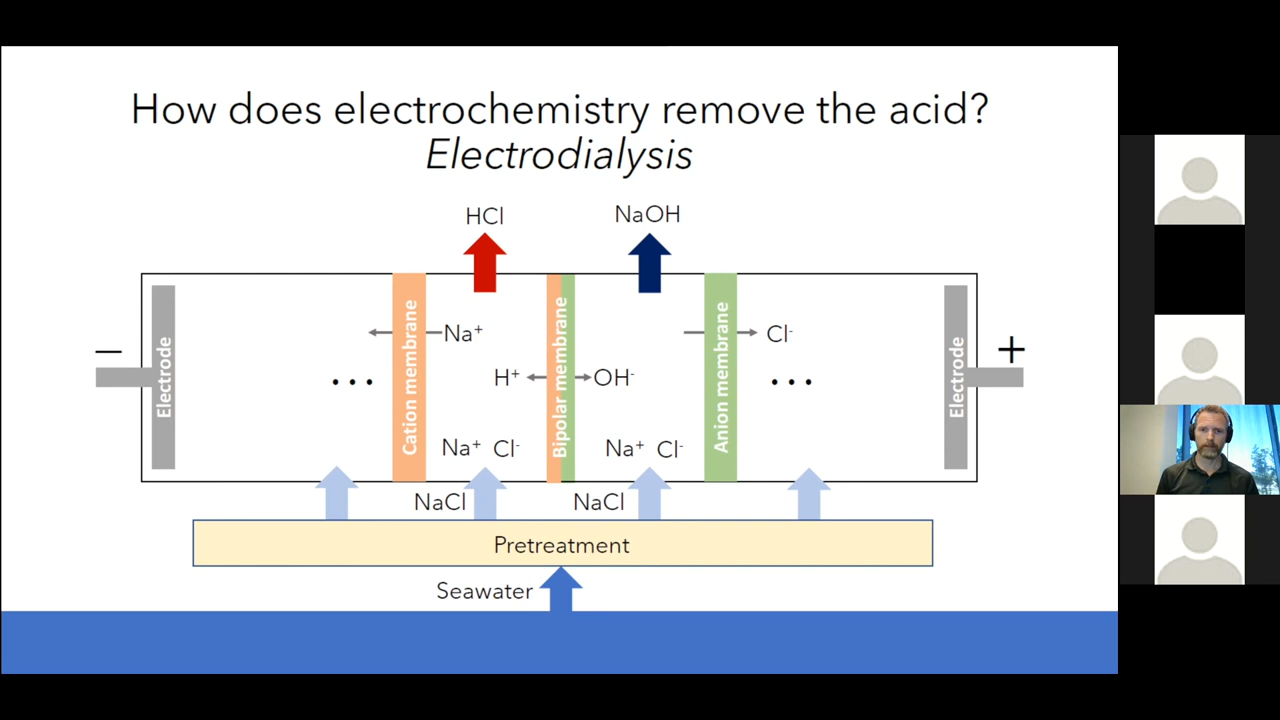 How does electrochemistry remove the acid?
Electrodialysis
HCl
NaOH
−
Electrode
...
Cation membrane
Na⁺
H⁺
Na⁺ Cl⁻
Bipolar membrane
OH⁻
Na⁺ Cl⁻
Anion membrane
Cl⁻
...
Electrode
+
NaCl
NaCl
Pretreatment
Seawater